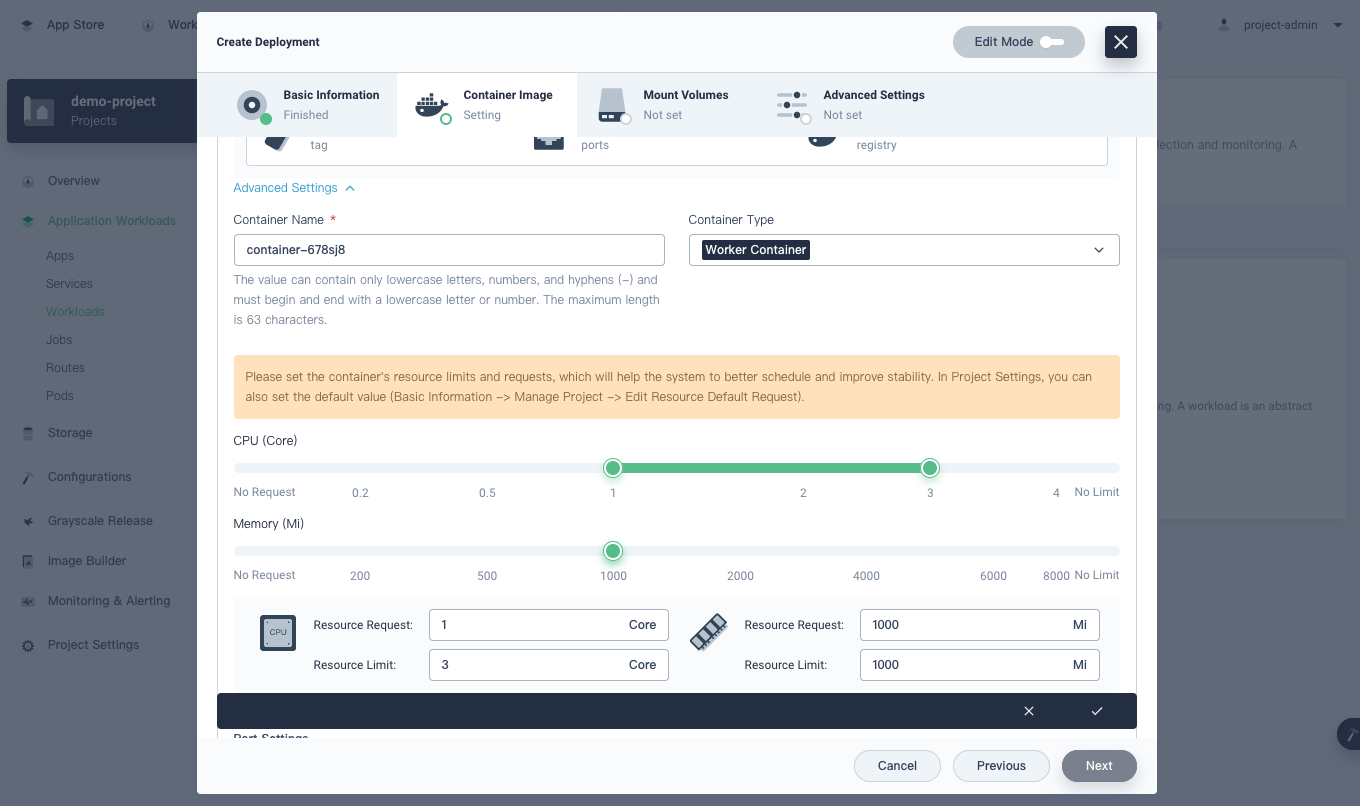 App Store
Work
project-admin
Create Deployment
Edit Mode
demo-project
Projects
Basic Information
Finished
Container Image
Setting
Mount Volumes
Not set
Advanced Settings
Not set
tag
ports
registry
lection and monitoring. A
Overview
Application Workloads
Apps
Services
Workloads
Jobs
Routes
Pods
Storage
Configurations
Grayscale Release
Image Builder
Monitoring & Alerting
Project Settings
Advanced Settings
Container Name *
Container Type
container-678sj8
Worker Container
The value can contain only lowercase letters, numbers, and hyphens (-) and
must begin and end with a lowercase letter or number. The maximum length
is 63 characters.
Please set the container's resource limits and requests, which will help the system to better schedule and improve stability. In Project Settings, you can
also set the default value (Basic Information -> Manage Project -> Edit Resource Default Request).
ng. A workload is an abstract
CPU (Core)
No Request 0.2 0.5 1 2 3 4 No Limit
Memory (Mi)
No Request 200 500 1000 2000 4000 6000 8000 No Limit
CPU
Resource Request: 1 Core
Resource Limit: 3 Core
Resource Request: 1000 Mi
Resource Limit: 1000 Mi
Port Settings
Cancel
Previous
Next